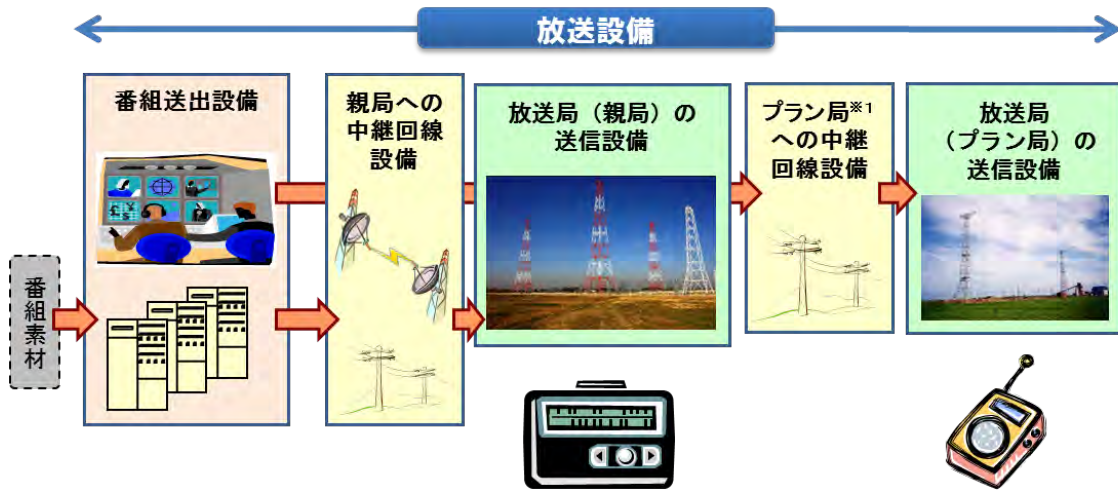 放送設備
番組送出設備
親局への
中継回線
設備
放送局（親局）の
送信設備
プラン局※1
への中継
回線設備
放送局
（プラン局）の
送信設備
番組素材